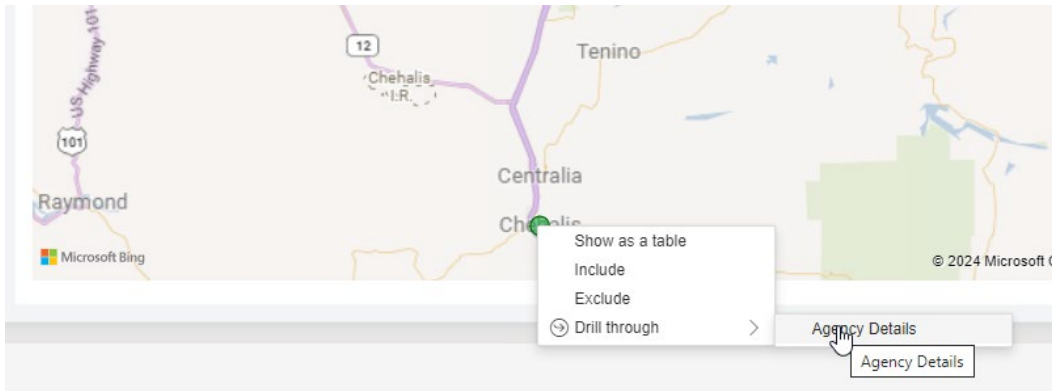 US Highway 101
12
Tenino
Chehalis
I.R.
101
Centralia
Raymond
Chehalis
Microsoft Bing
© 2024 Microsoft C
Show as a table
Include
Exclude
Drill through
Agency Details
Agency Details